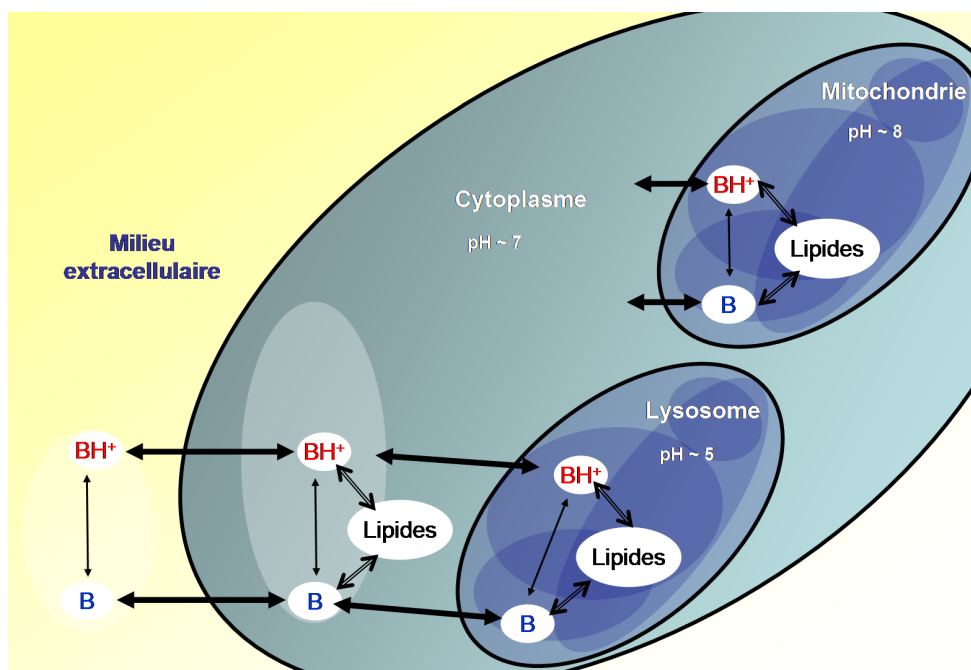 Mitochondrie
pH ~ 8
BH⁺
Cytoplasme
pH ~ 7
Lipides
Milieu
extracellulaire
B
Lysosome
pH ~ 5
BH⁺
BH⁺
BH⁺
Lipides
Lipides
B
B
B